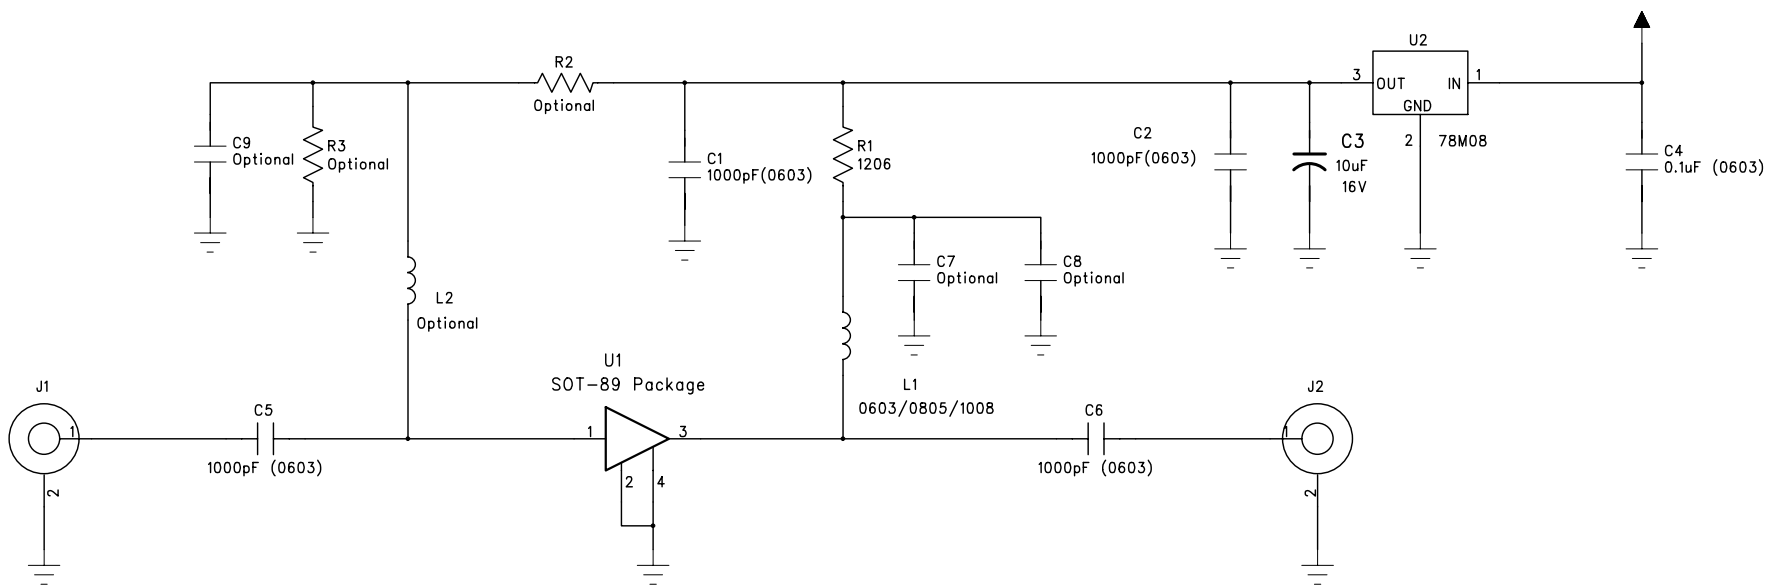 U2
3
OUT
IN
1
GND
2
78M08
R2
Optional
C9
Optional
R3
Optional
C1
1000pF(0603)
R1
1206
C2
1000pF(0603)
C3
10uF
16V
C4
0.1uF (0603)
C7
Optional
C8
Optional
L2
Optional
U1
SOT-89 Package
1
3
2
4
L1
0603/0805/1008
J1
1
2
C5
1000pF (0603)
C6
1000pF (0603)
J2
1
2